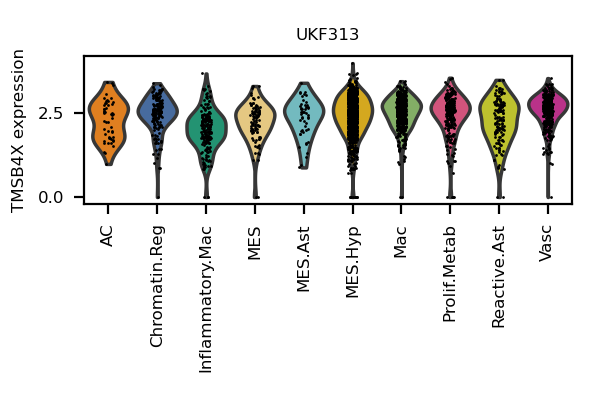 UKF313
TMSB4X expression
2.5
0.0
AC
Chromatin.Reg
Inflammatory.Mac
MES
MES.Ast
MES.Hyp
Mac
Prolif.Metab
Reactive.Ast
Vasc